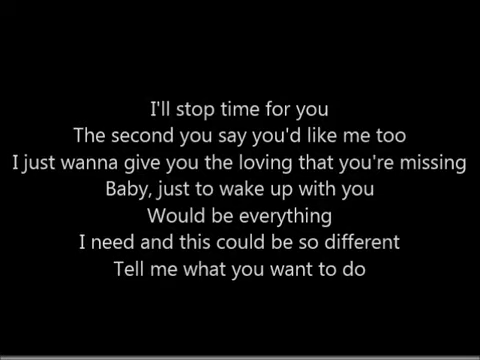 I'll stop time for you
The second you say you'd like me too
I just wanna give you the loving that you're missing
Baby, just to wake up with you
Would be everything
I need and this could be so different
Tell me what you want to do